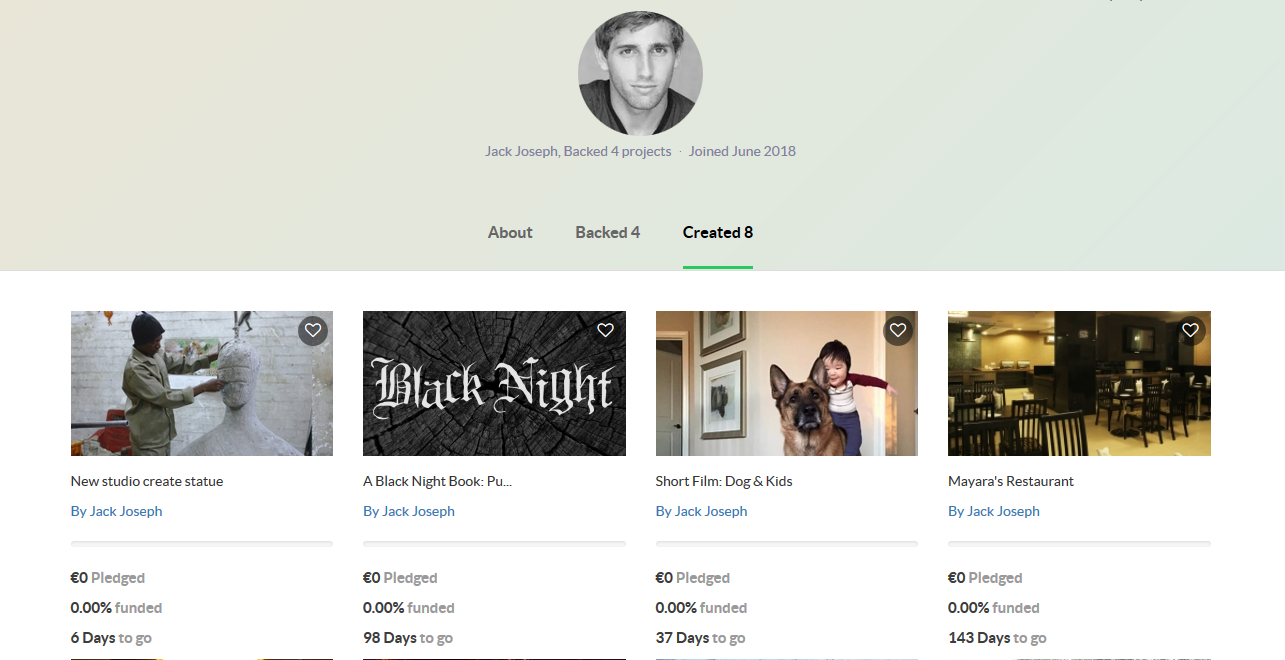 Jack Joseph, Backed 4 projects · Joined June 2018
About Backed 4 Created 8
Black Night
New studio create statue
By Jack Joseph
€0 Pledged
0.00% funded
6 Days to go
A Black Night Book: Pu...
By Jack Joseph
€0 Pledged
0.00% funded
98 Days to go
Short Film: Dog & Kids
By Jack Joseph
€0 Pledged
0.00% funded
37 Days to go
Mayara's Restaurant
By Jack Joseph
€0 Pledged
0.00% funded
143 Days to go